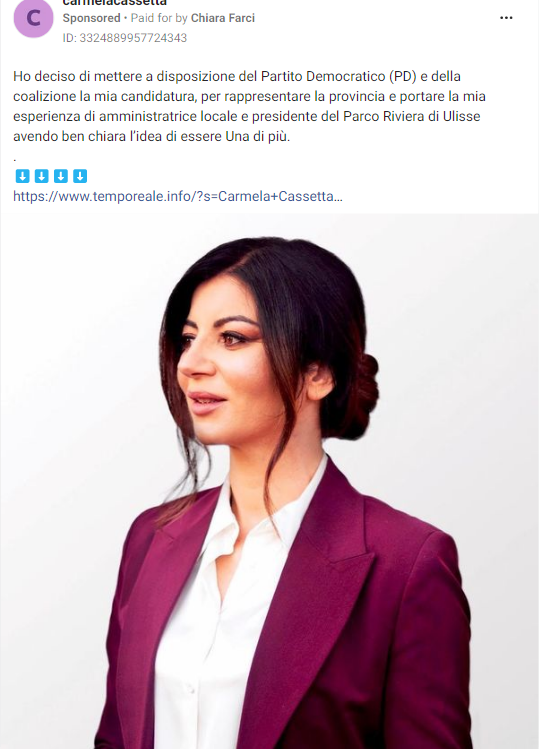 carmelacassetta
Sponsored • Paid for by Chiara Farci
C
ID: 3324889957724343
Ho deciso di mettere a disposizione del Partito Democratico (PD) e della
coalizione la mia candidatura, per rappresentare la provincia e portare la mia
esperienza di amministratrice locale e presidente del Parco Riviera di Ulisse
avendo ben chiara l’idea di essere Una di più.
.
https://www.temporeale.info/?s=Carmela+Cassetta...